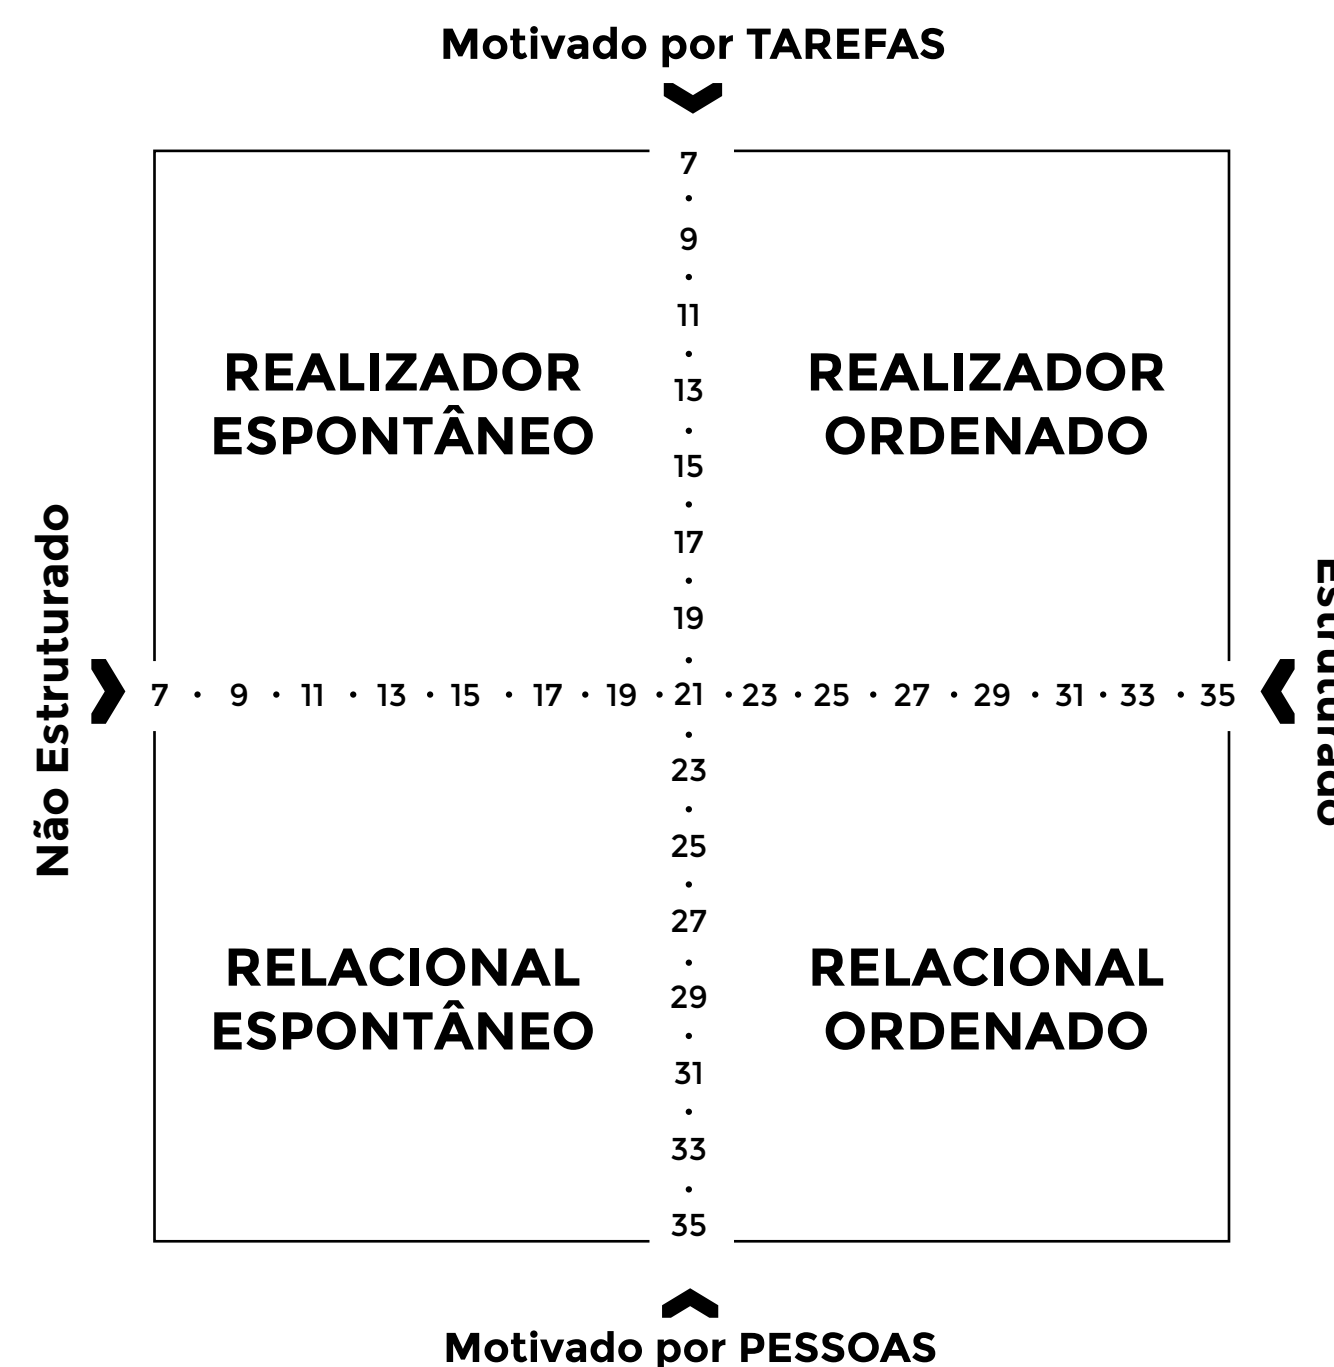 Motivado por TAREFAS
7
9
11
13
15
17
19
REALIZADOR
ESPONTÂNEO
REALIZADOR
ORDENADO
Não Estruturado
7 · 9 · 11 · 13 · 15 · 17 · 19 · 21 · 23 · 25 · 27 · 29 · 31 · 33 · 35
Estruturado
23
25
27
29
31
33
35
RELACIONAL
ESPONTÂNEO
RELACIONAL
ORDENADO
Motivado por PESSOAS